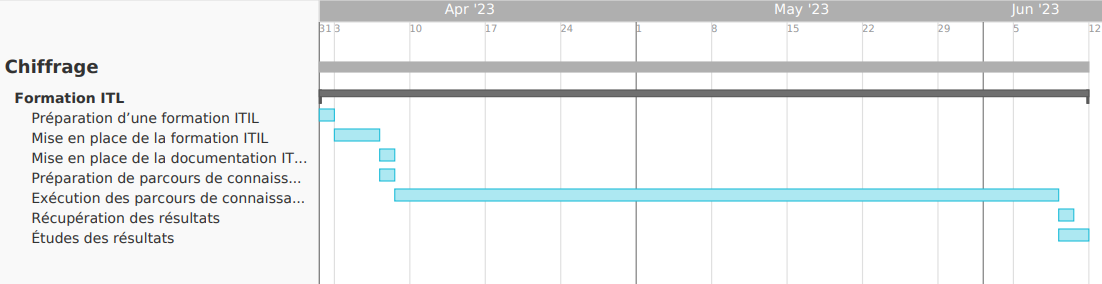 Apr '23 May '23 Jun '23
31 3 10 17 24 1 8 15 22 29 5 12
Chiffrage
Formation ITL
Préparation d’une formation ITIL
Mise en place de la formation ITIL
Mise en place de la documentation IT...
Préparation de parcours de connaiss...
Exécution des parcours de connaissa...
Récupération des résultats
Études des résultats